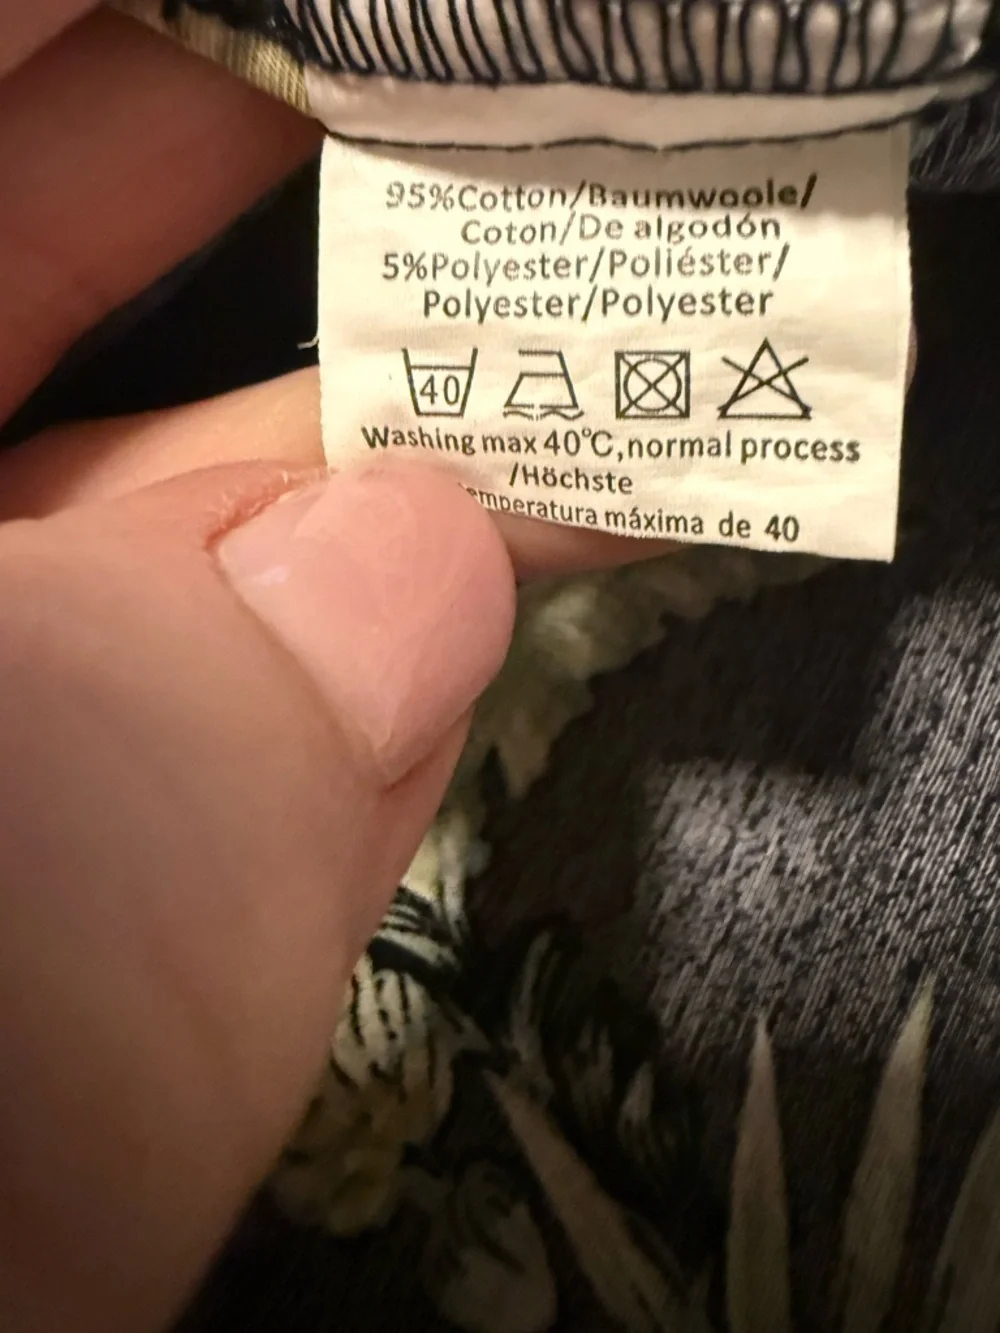 95%Cotton/Baumwoole/
Coton/De algodón
5%Polyester/Poliéster/
Polyester/Polyester
40
Washing max 40°C,normal process
/Höchste
máxima de 40